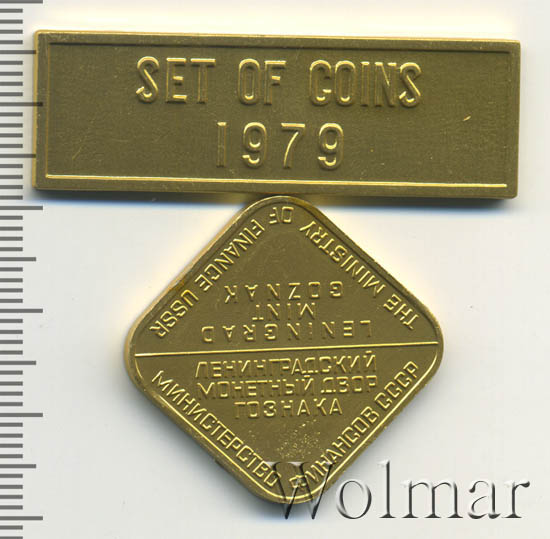 SET OF COINS
1979
THE MINISTRY OF FINANCE USSR
LENINGRAD
MINT
GOZNAK
ЛЕНИНГРАДСКИЙ
МОНЕТНЫЙ ДВОР
ГОЗНАКА
МИНИСТЕРСТВО ФИНАНСОВ СССР
Wolmar